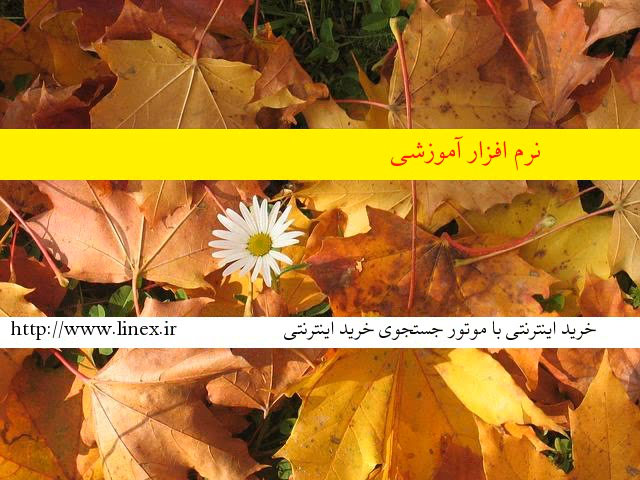 نرم افزار آموزشی
خرید اینترنتی با موتور جستجوی خرید اینترنتی http://www.linex.ir